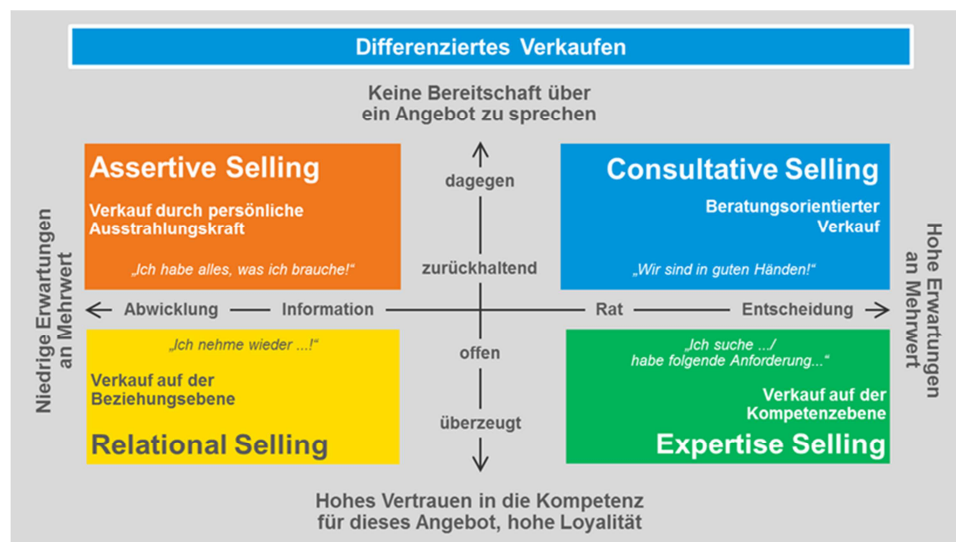 Differenziertes Verkaufen
Keine Bereitschaft über
ein Angebot zu sprechen
Assertive Selling
Verkauf durch persönliche
Ausstrahlungskraft
„Ich habe alles, was ich brauche!“
dagegen
zurückhaltend
Consultative Selling
Beratungsorientierter
Verkauf
„Wir sind in guten Händen!“
Niedrige Erwartungen
an Mehrwert
Abwicklung
Information
Rat
Entscheidung
Hohe Erwartungen
an Mehrwert
„Ich nehme wieder ...!“
Verkauf auf der
Beziehungsebene
Relational Selling
offen
überzeugt
„Ich suche .../
habe folgende Anforderung...“
Verkauf auf der
Kompetenzebene
Expertise Selling
Hohes Vertrauen in die Kompetenz
für dieses Angebot, hohe Loyalität